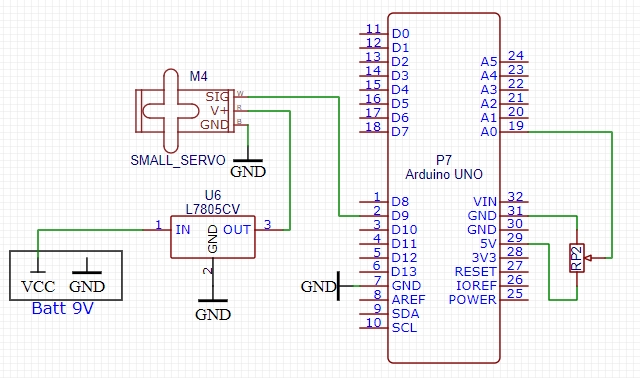 M4
SIG W
V+ R
GND B
SMALL_SERVO
GND
U6
L7805CV
1 IN OUT 3
GND
2
GND
VCC GND
Batt 9V
11 D0
12 D1
13 D2 A5 24
14 D3 A4 23
15 D4 A3 22
16 D5 A2 21
17 D6 A1 20
18 D7 A0 19
P7
Arduino UNO
1 D8 VIN 32
2 D9 GND 31
3 D10 GND 30
4 D11 5V 29
5 D12 3V3 28
6 D13 RESET 27
GND 7 GND IOREF 26
8 AREF POWER 25
9 SDA
10 SCL
RP2